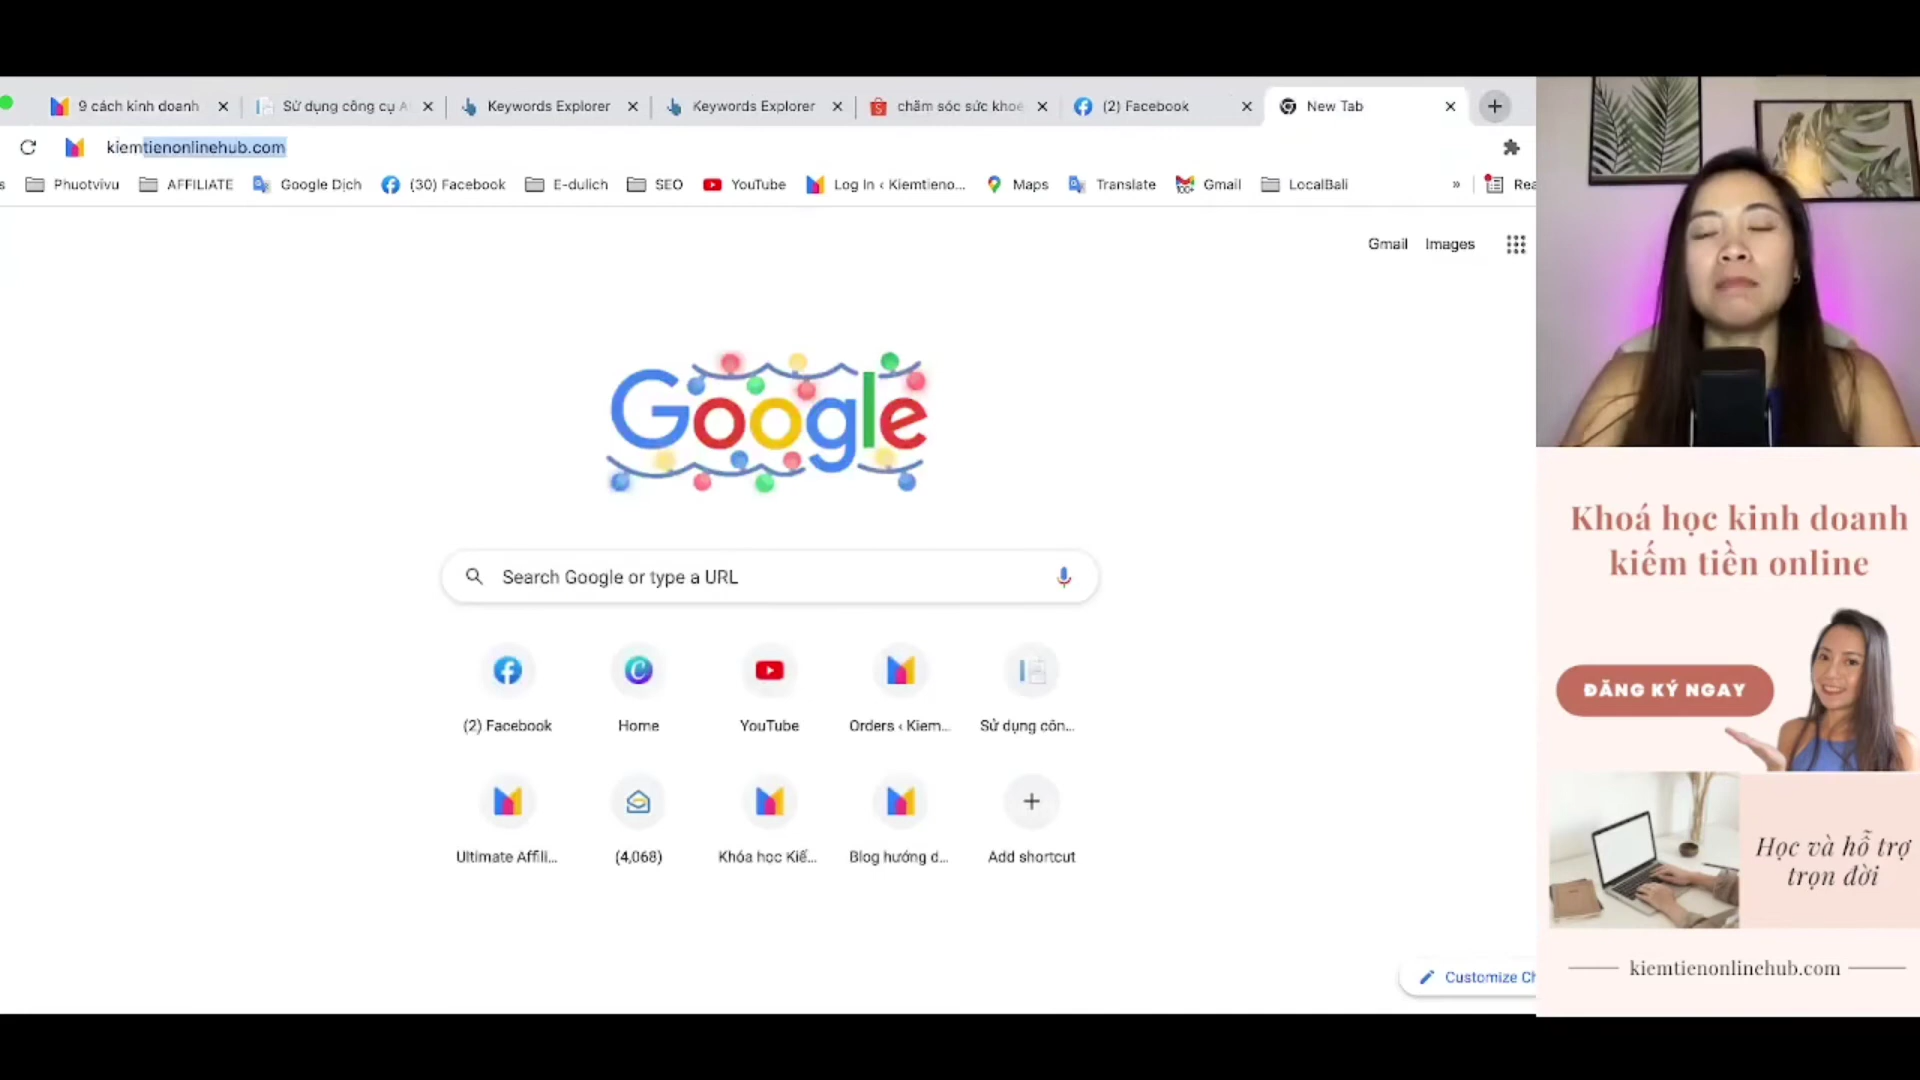 9 cách kinh doanh
Sử dụng công cụ A
Keywords Explorer
Keywords Explorer
chăm sóc sức khoẻ
(2) Facebook
New Tab
kiemtienonlinehub.com
s
Phuotvivu
AFFILIATE
Google Dịch
(30) Facebook
E-dulich
SEO
YouTube
Log In ‹ Kiemtieno...
Maps
Translate
100+
Gmail
LocalBali
»
Rea
Gmail
Images
Google
Search Google or type a URL
(2) Facebook
Home
YouTube
Orders ‹ Kiem...
Sử dụng côn...
Ultimate Affili...
(4,068)
Khóa học Kiế...
Blog hướng d...
Add shortcut
Customize Ch
Khoá học kinh doanh
kiếm tiền online
ĐĂNG KÝ NGAY
Học và hỗ trợ
trọn đời
kiemtienonlinehub.com